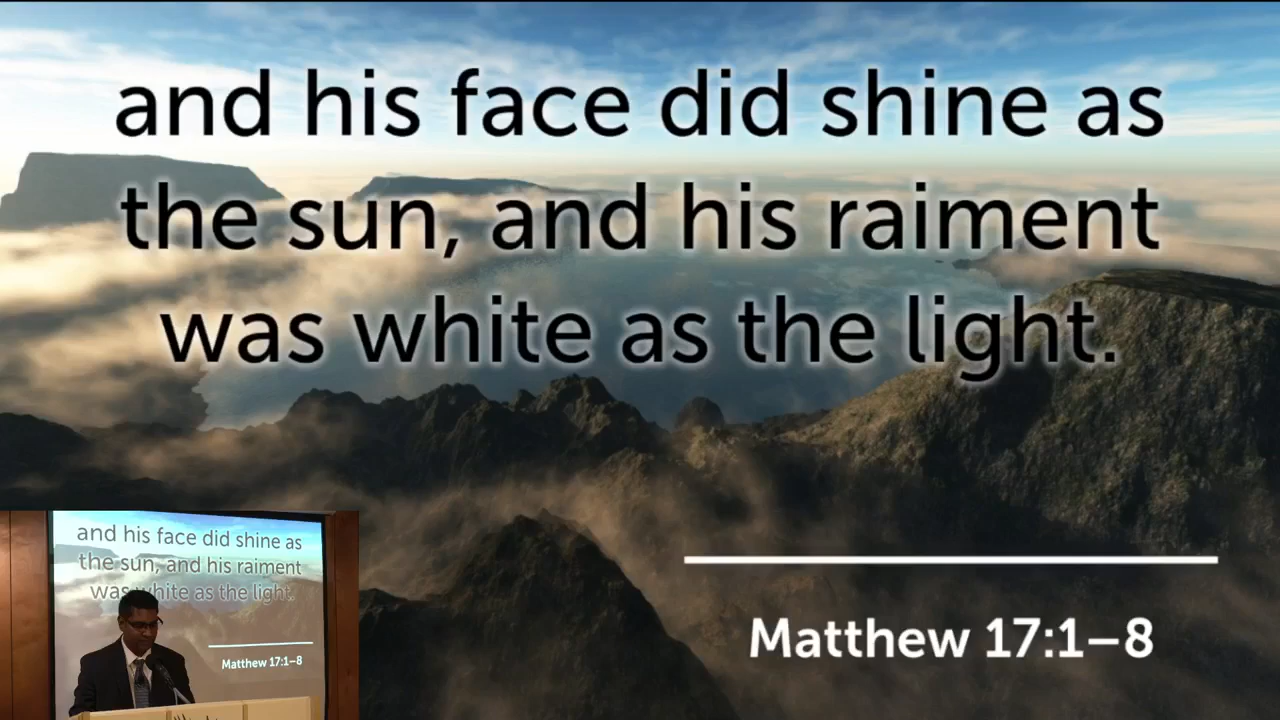 and his face did shine as
the sun, and his raiment
was white as the light.
Matthew 17:1–8
and his face did shine as
the sun, and his raiment
was white as the light.
Matthew 17:1–8